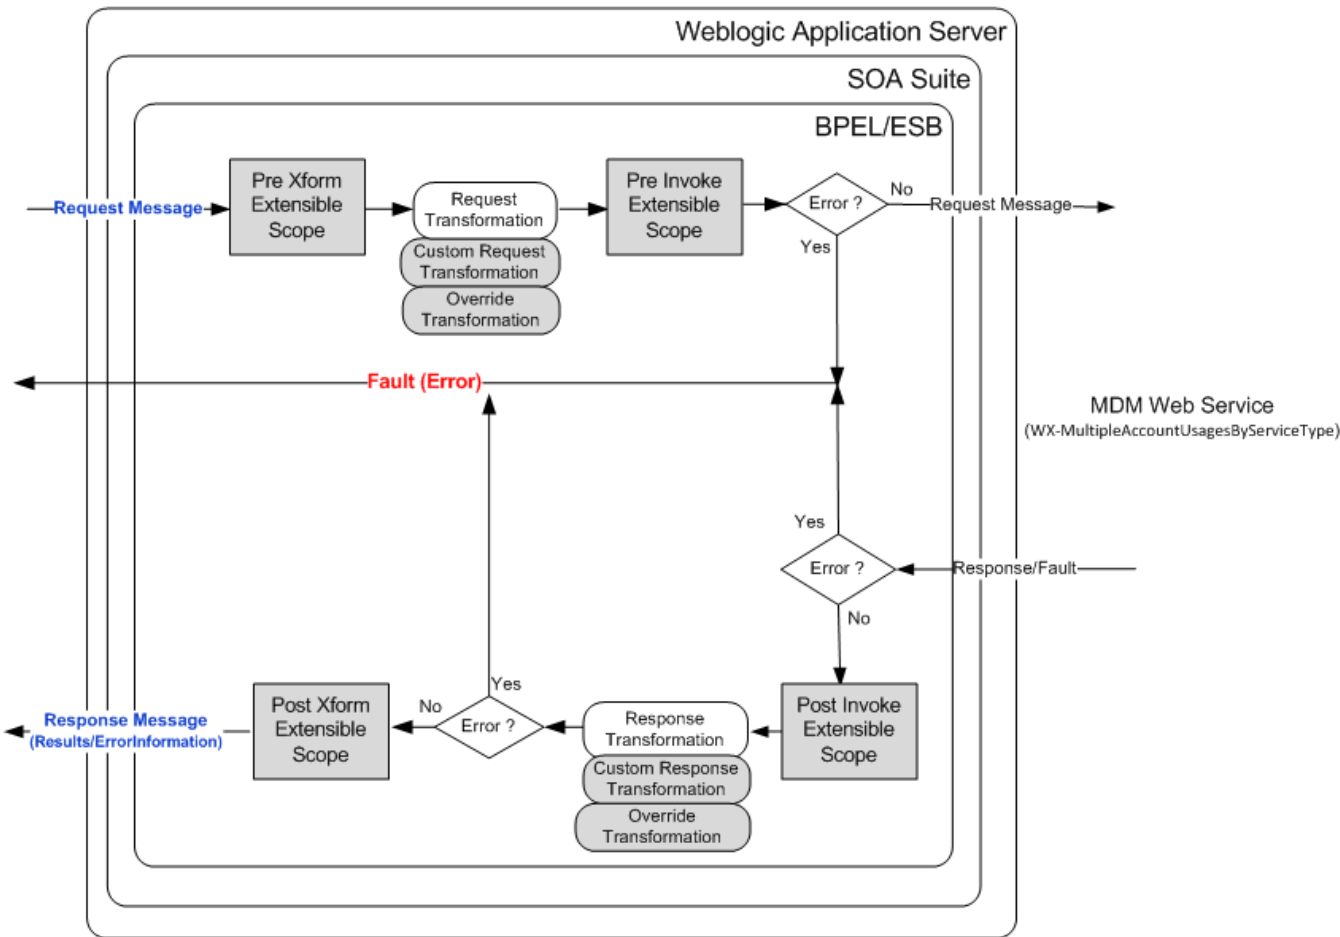 Weblogic Application Server
SOA Suite
BPEL/ESB
Request Message
Pre Xform
Extensible
Scope
Request
Transformation
Custom Request
Transformation
Override
Transformation
Pre Invoke
Extensible
Scope
Error ?
No
Yes
Request Message
Fault (Error)
MDM Web Service
(WX-MultipleAccountUsagesByServiceType)
Yes
Error ?
Response/Fault
No
Post Invoke
Extensible
Scope
Response
Transformation
Custom Response
Transformation
Override
Transformation
Yes
Error ?
No
Post Xform
Extensible
Scope
Response Message
(Results/ErrorInformation)